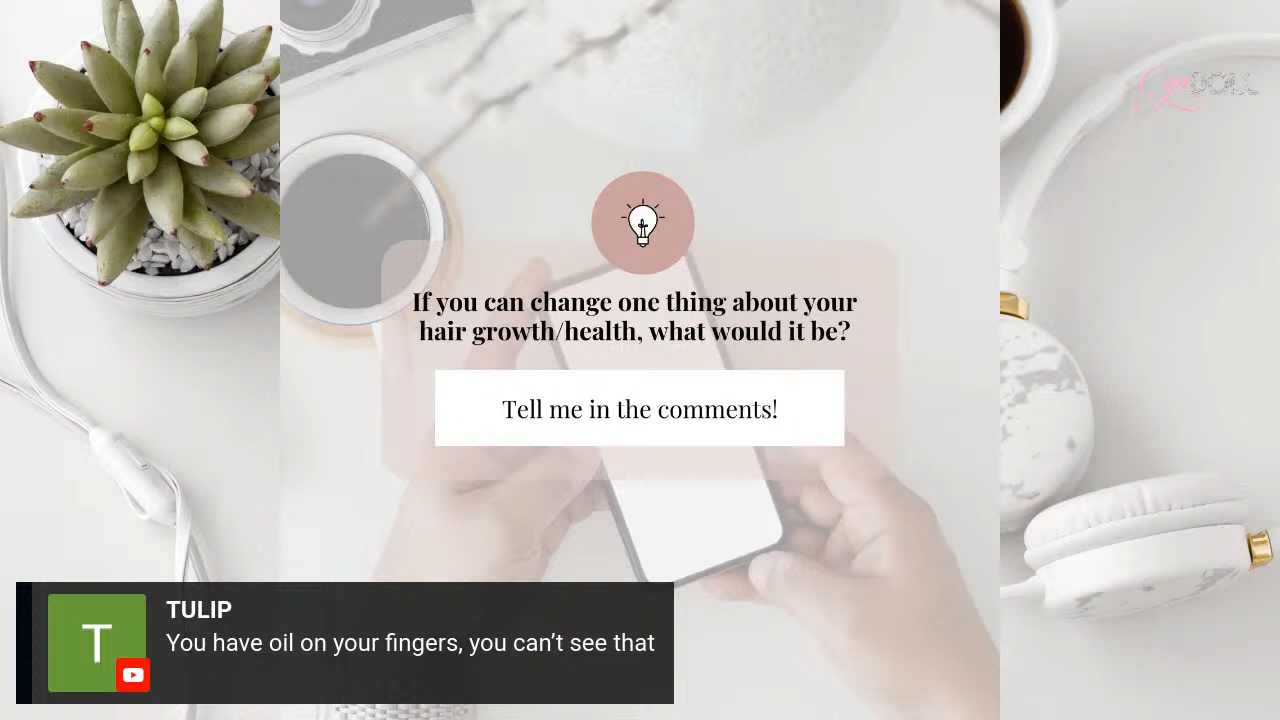 CynDOLL
If you can change one thing about your
hair growth/health, what would it be?
Tell me in the comments!
T
TULIP
You have oil on your fingers, you can’t see that